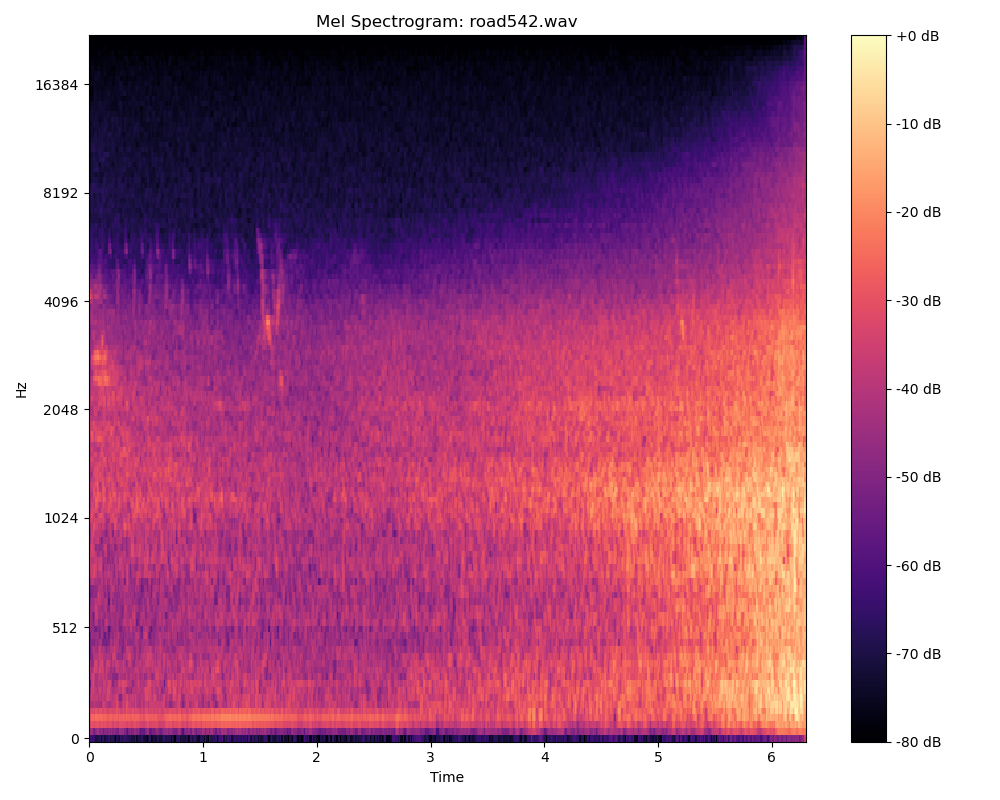 Mel Spectrogram: road542.wav
+0 dB
16384
-10 dB
8192
-20 dB
4096
-30 dB
Hz
2048
-40 dB
1024
-50 dB
512
-60 dB
-70 dB
0
-80 dB
0 1 2 3 4 5 6
Time